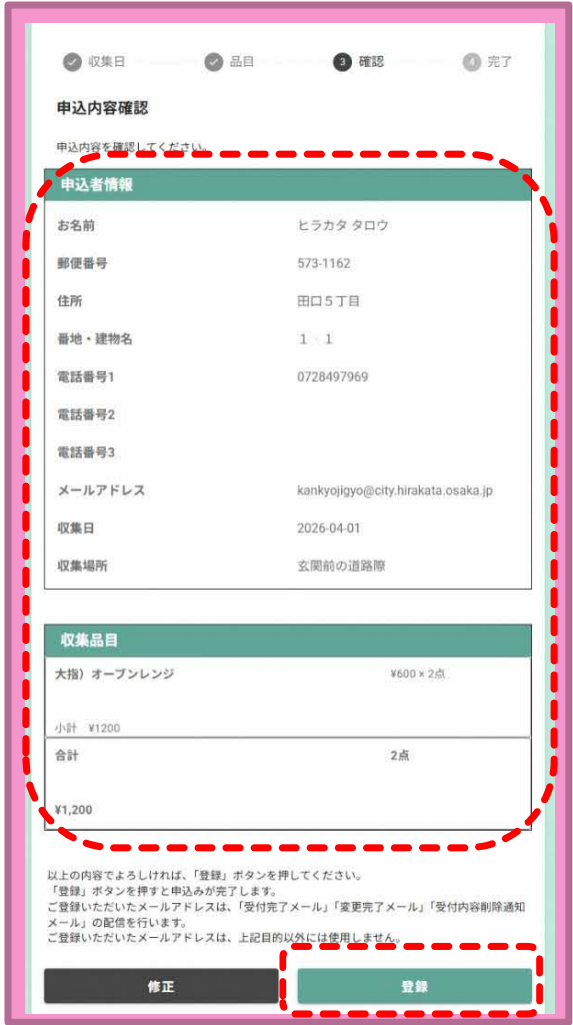 収集日 品目 3 確認 4 完了
申込内容確認
申込内容を確認してください。
申込者情報
お名前 ヒラカタ タロウ
郵便番号 573-1162
住所 田口５丁目
番地・建物名 １‐１
電話番号1 0728497969
電話番号2
電話番号3
メールアドレス kankyojigyo@city.hirakata.osaka.jp
収集日 2026-04-01
収集場所 玄関前の道路際
収集品目
大指）オーブンレンジ ¥600 × 2点
小計 ¥1200
合計 2点
¥1,200
以上の内容でよろしければ、「登録」ボタンを押してください。
「登録」ボタンを押すと申込みが完了します。
ご登録いただいたメールアドレスは、「受付完了メール」「変更完了メール」「受付内容削除通知
メール」の配信を行います。
ご登録いただいたメールアドレスは、上記目的以外には使用しません。
修正 登録